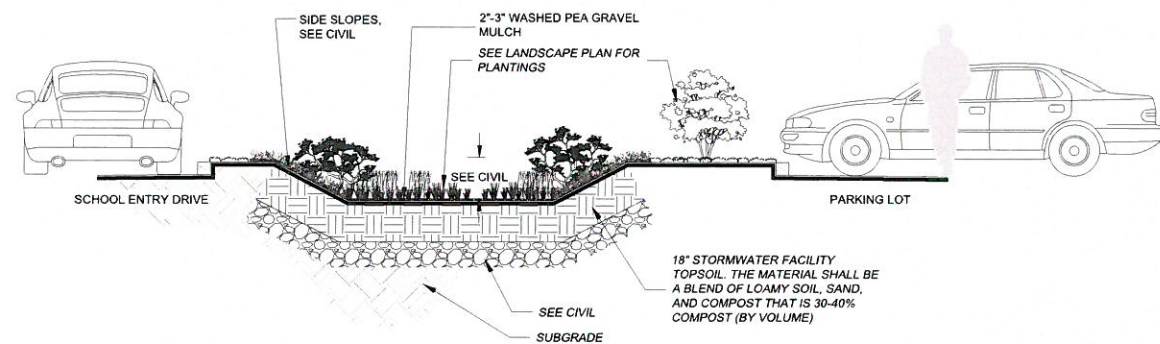 SIDE SLOPES,
SEE CIVIL
2"-3" WASHED PEA GRAVEL
MULCH
SEE LANDSCAPE PLAN FOR
PLANTINGS
SEE CIVIL
SCHOOL ENTRY DRIVE
PARKING LOT
18" STORMWATER FACILITY
TOPSOIL. THE MATERIAL SHALL BE
A BLEND OF LOAMY SOIL, SAND,
AND COMPOST THAT IS 30-40%
COMPOST (BY VOLUME)
SEE CIVIL
SUBGRADE